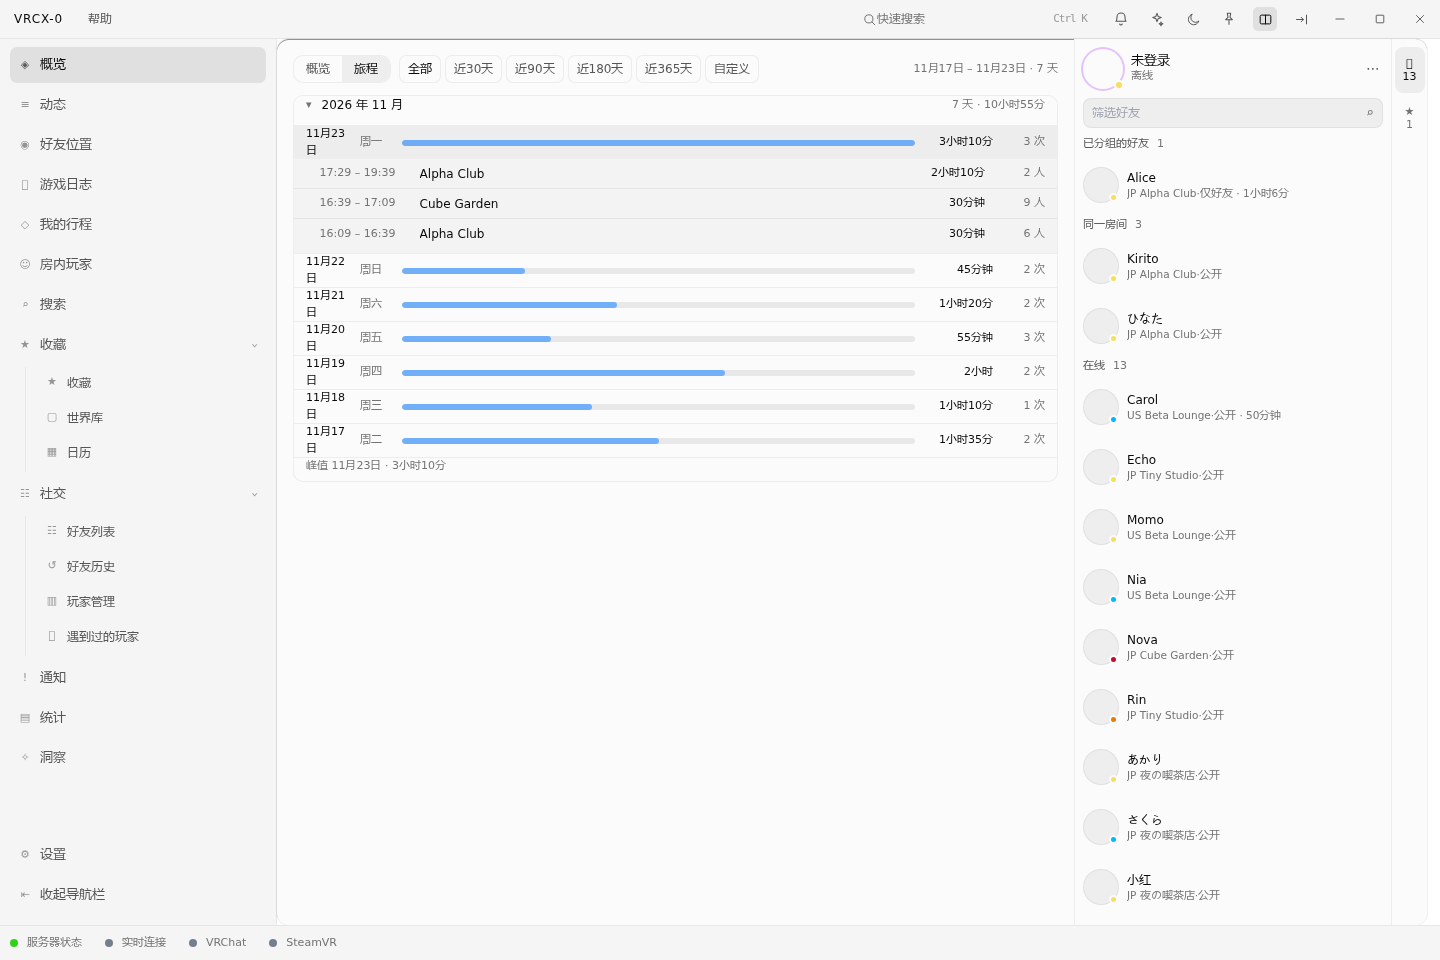 VRCX-0 帮助 快速搜索 Ctrl K
概览
动态
好友位置
游戏日志
我的行程
房内玩家
搜索
收藏
收藏
世界库
日历
社交
好友列表
好友历史
玩家管理
遇到过的玩家
通知
统计
洞察
设置
收起导航栏
概览 旅程 全部 近30天 近90天 近180天 近365天 自定义 11月17日 – 11月23日 · 7 天
2026 年 11 月 7 天 · 10小时55分
11月23日 周一 3小时10分 3 次
17:29 – 19:39 Alpha Club 2小时10分 2 人
16:39 – 17:09 Cube Garden 30分钟 9 人
16:09 – 16:39 Alpha Club 30分钟 6 人
11月22日 周日 45分钟 2 次
11月21日 周六 1小时20分 2 次
11月20日 周五 55分钟 3 次
11月19日 周四 2小时 2 次
11月18日 周三 1小时10分 1 次
11月17日 周二 1小时35分 2 次
峰值 11月23日 · 3小时10分
未登录
离线
筛选好友
已分组的好友 1
Alice
JP Alpha Club·仅好友 · 1小时6分
同一房间 3
Kirito
JP Alpha Club·公开
ひなた
JP Alpha Club·公开
在线 13
Carol
US Beta Lounge·公开 · 50分钟
Echo
JP Tiny Studio·公开
Momo
US Beta Lounge·公开
Nia
US Beta Lounge·公开
Nova
JP Cube Garden·公开
Rin
JP Tiny Studio·公开
あかり
JP 夜の喫茶店·公开
さくら
JP 夜の喫茶店·公开
小红
JP 夜の喫茶店·公开
13
1
服务器状态 实时连接 VRChat SteamVR